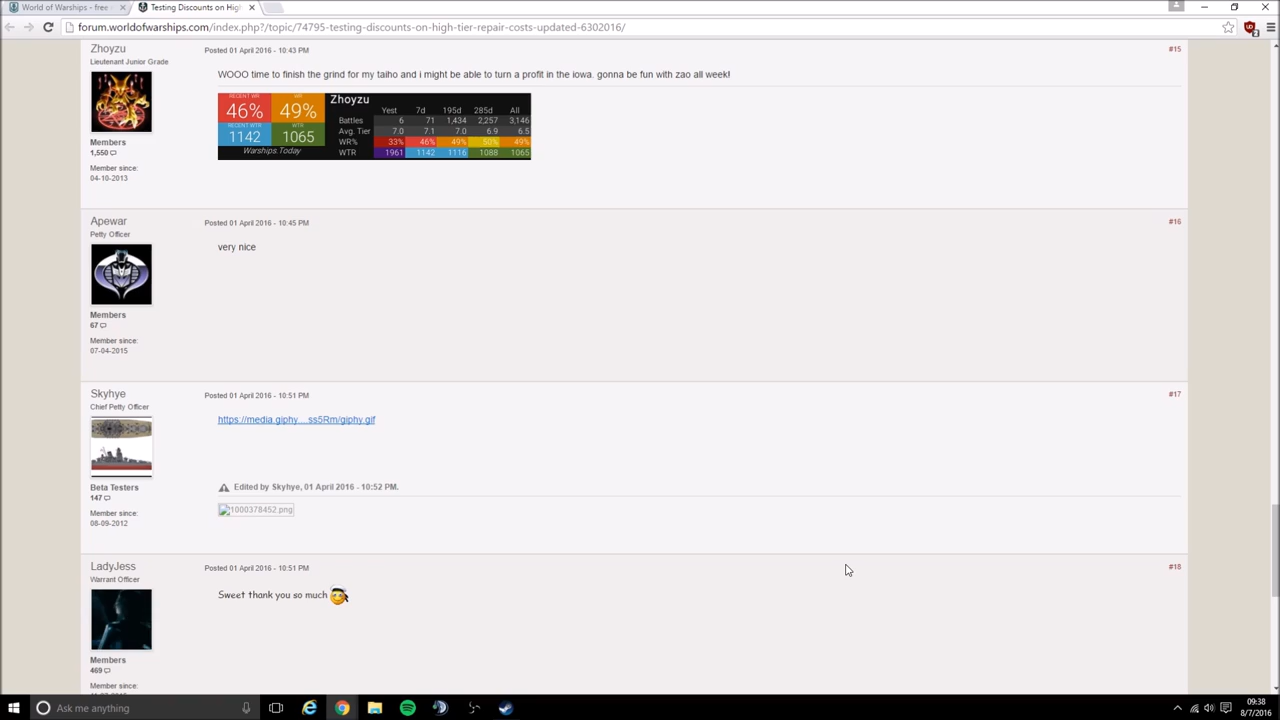 World of Warships - free
Testing Discounts on High
forum.worldofwarships.com/index.php?/topic/74795-testing-discounts-on-high-tier-repair-costs-updated-6302016/
Zhoyzu
Posted 01 April 2016 - 10:43 PM
#15
Lieutenant Junior Grade
WOOO time to finish the grind for my taiho and i might be able to turn a profit in the iowa. gonna be fun with zao all week!
RECENT WR
WR
46%
49%
RECENT WTR
WTR
1142
1065
Warships.Today
Zhoyzu
Yest 7d 195d 285d All
Battles 6 71 1,434 2,257 3,146
Avg. Tier 7.0 7.1 7.0 6.9 6.5
WR% 33% 46% 49% 50% 49%
WTR 1961 1142 1116 1088 1065
Members
1,550
Member since:
04-10-2013
Apewar
Posted 01 April 2016 - 10:45 PM
#16
Petty Officer
very nice
Members
67
Member since:
07-04-2015
Skyhye
Posted 01 April 2016 - 10:51 PM
#17
Chief Petty Officer
https://media.giphy....ss5Rm/giphy.gif
Beta Testers
147
Edited by Skyhye, 01 April 2016 - 10:52 PM.
1000378452.png
Member since:
08-09-2012
LadyJess
Posted 01 April 2016 - 10:51 PM
#18
Warrant Officer
Sweet thank you so much
Members
469
Member since:
Ask me anything
09:38
8/7/2016